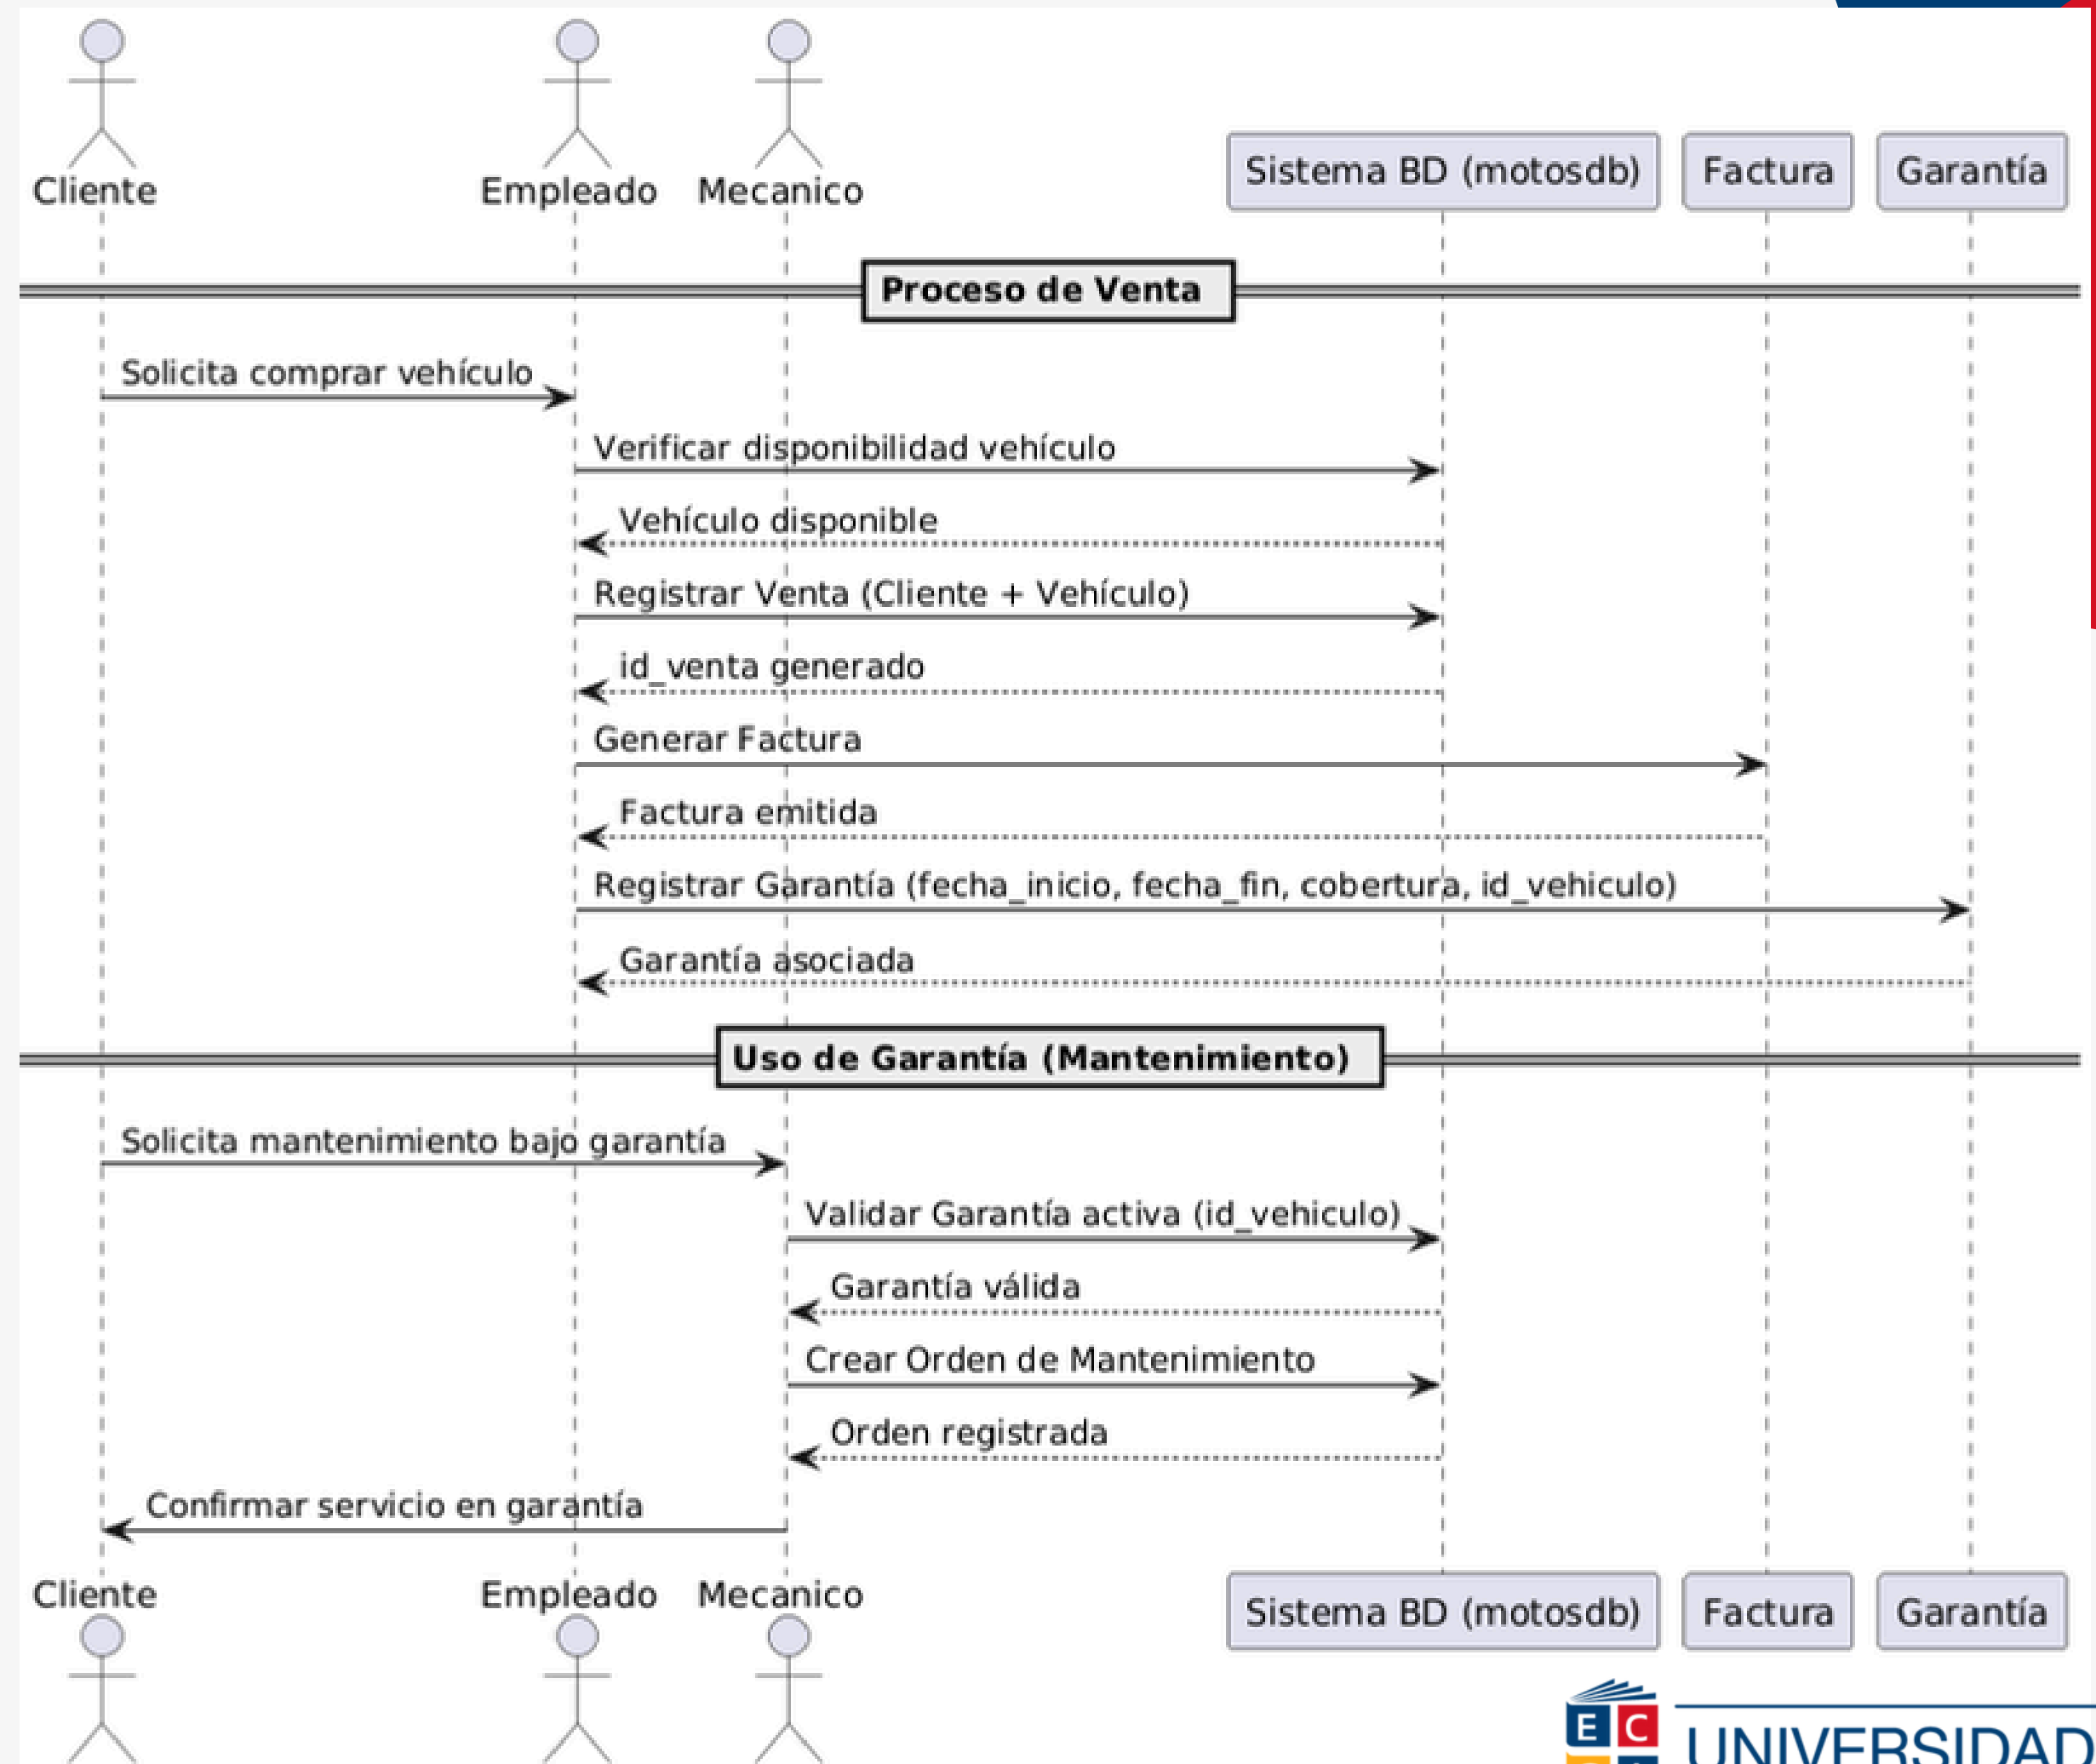 Cliente
Empleado
Mecanico
Sistema BD (motosdb)
Factura
Garantía
Proceso de Venta
Solicita comprar vehículo
Verificar disponibilidad vehículo
Vehículo disponible
Registrar Venta (Cliente + Vehículo)
id_venta generado
Generar Factura
Factura emitida
Registrar Garantía (fecha_inicio, fecha_fin, cobertura, id_vehiculo)
Garantía asociada
Uso de Garantía (Mantenimiento)
Solicita mantenimiento bajo garantía
Validar Garantía activa (id_vehiculo)
Garantía válida
Crear Orden de Mantenimiento
Orden registrada
Confirmar servicio en garantía
Cliente
Empleado
Mecanico
Sistema BD (motosdb)
Factura
Garantía
E C
UNIVERSIDAD